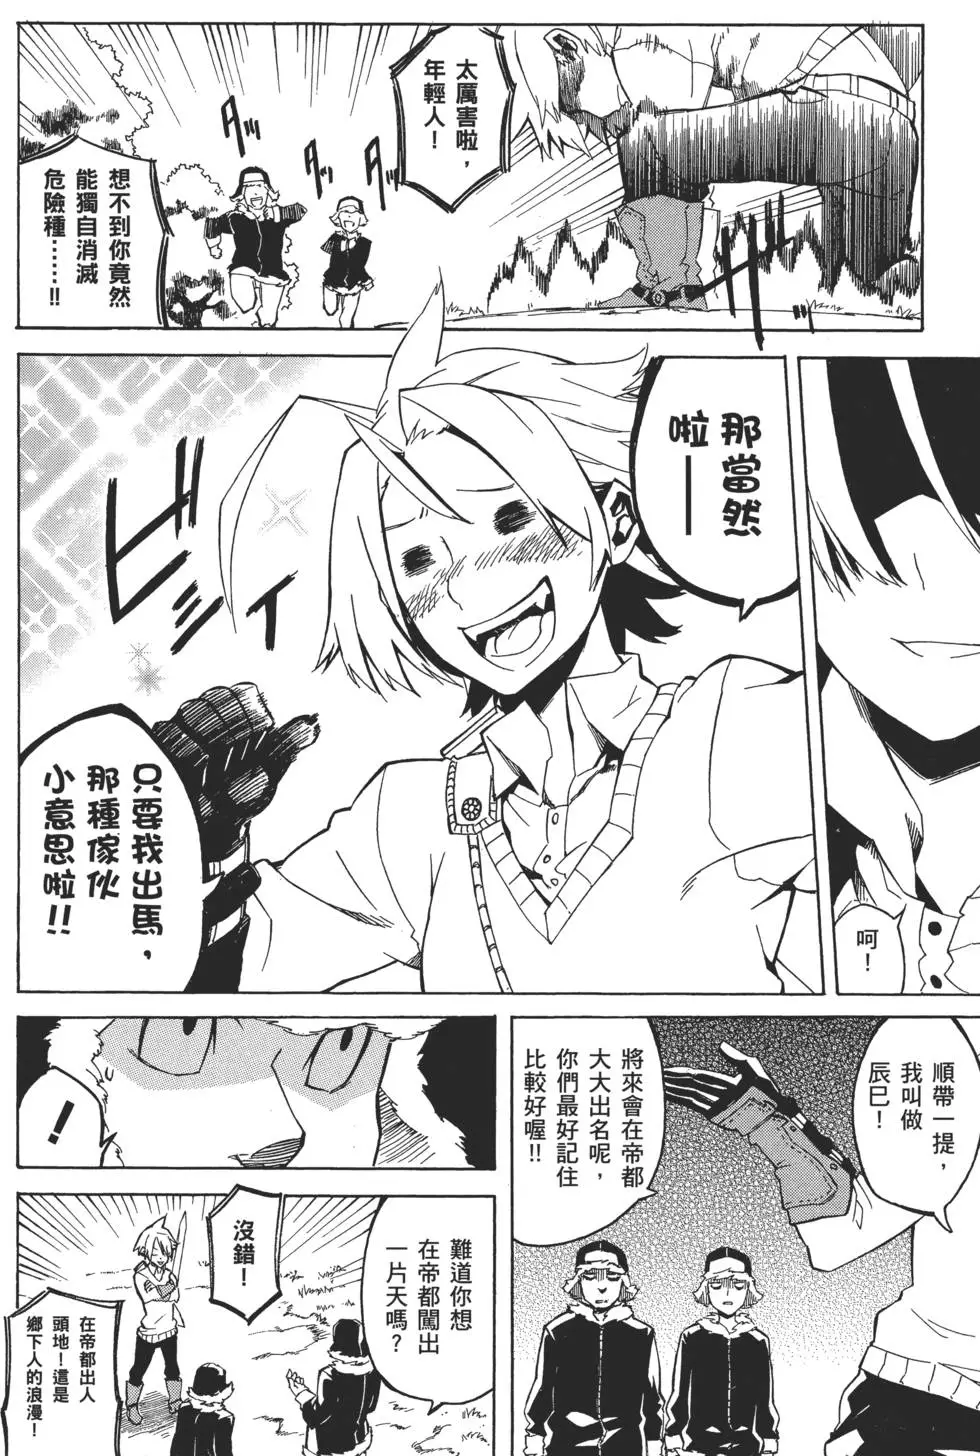 太厲害啦，
年輕人！
想不到你竟然
能獨自消滅
危險種……!!
ダッ
ダッ
呵！
那當然
啦——
只要我出馬，
那種傢伙
小意思啦!!
順帶一提，
我叫做
辰巳！
將來會在帝都
大大出名呢，
你們最好記住
比較好喔!!
！
難道你想
在帝都闖出
一片天嗎？
沒錯！
在帝都出人
頭地！這是
鄉下人的浪漫！